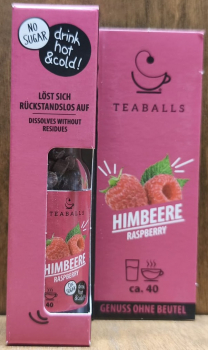 NO
SUGAR
drink
hot
&cold!
LÖST SICH
RÜCKSTANDSLOS AUF
DISSOLVES WITHOUT
RESIDUES
TEABALLS
HIMBEERE
RASPBERRY
TEABALLS
HIMBEERE
RASPBERRY
ca. 40
GENUSS OHNE BEUTEL